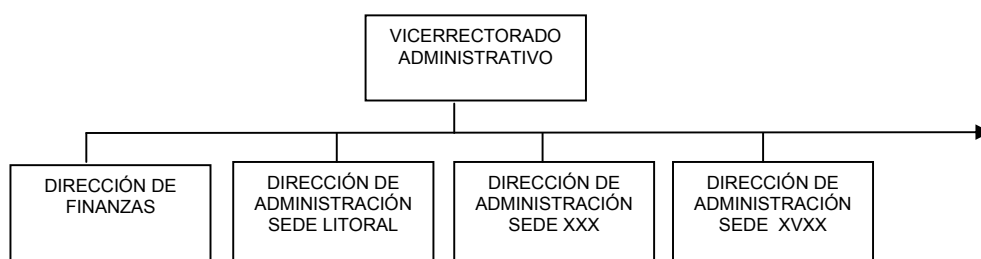 VICERRECTORADO
ADMINISTRATIVO
DIRECCIÓN DE
FINANZAS
DIRECCIÓN DE
ADMINISTRACIÓN
SEDE LITORAL
DIRECCIÓN DE
ADMINISTRACIÓN
SEDE XXX
DIRECCIÓN DE
ADMINISTRACIÓN
SEDE XVXX